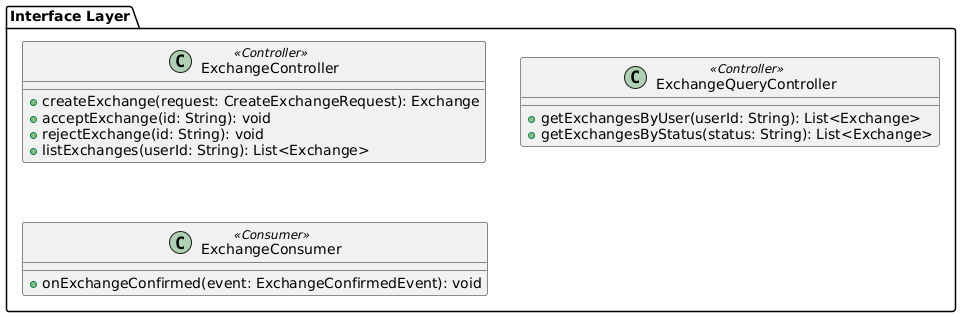 Interface Layer
«Controller»
C
ExchangeController
createExchange(request: CreateExchangeRequest): Exchange
acceptExchange(id: String): void
rejectExchange(id: String): void
listExchanges(userId: String): List<Exchange>
«Controller»
C
ExchangeQueryController
getExchangesByUser(userId: String): List<Exchange>
getExchangesByStatus(status: String): List<Exchange>
«Consumer»
C
ExchangeConsumer
onExchangeConfirmed(event: ExchangeConfirmedEvent): void